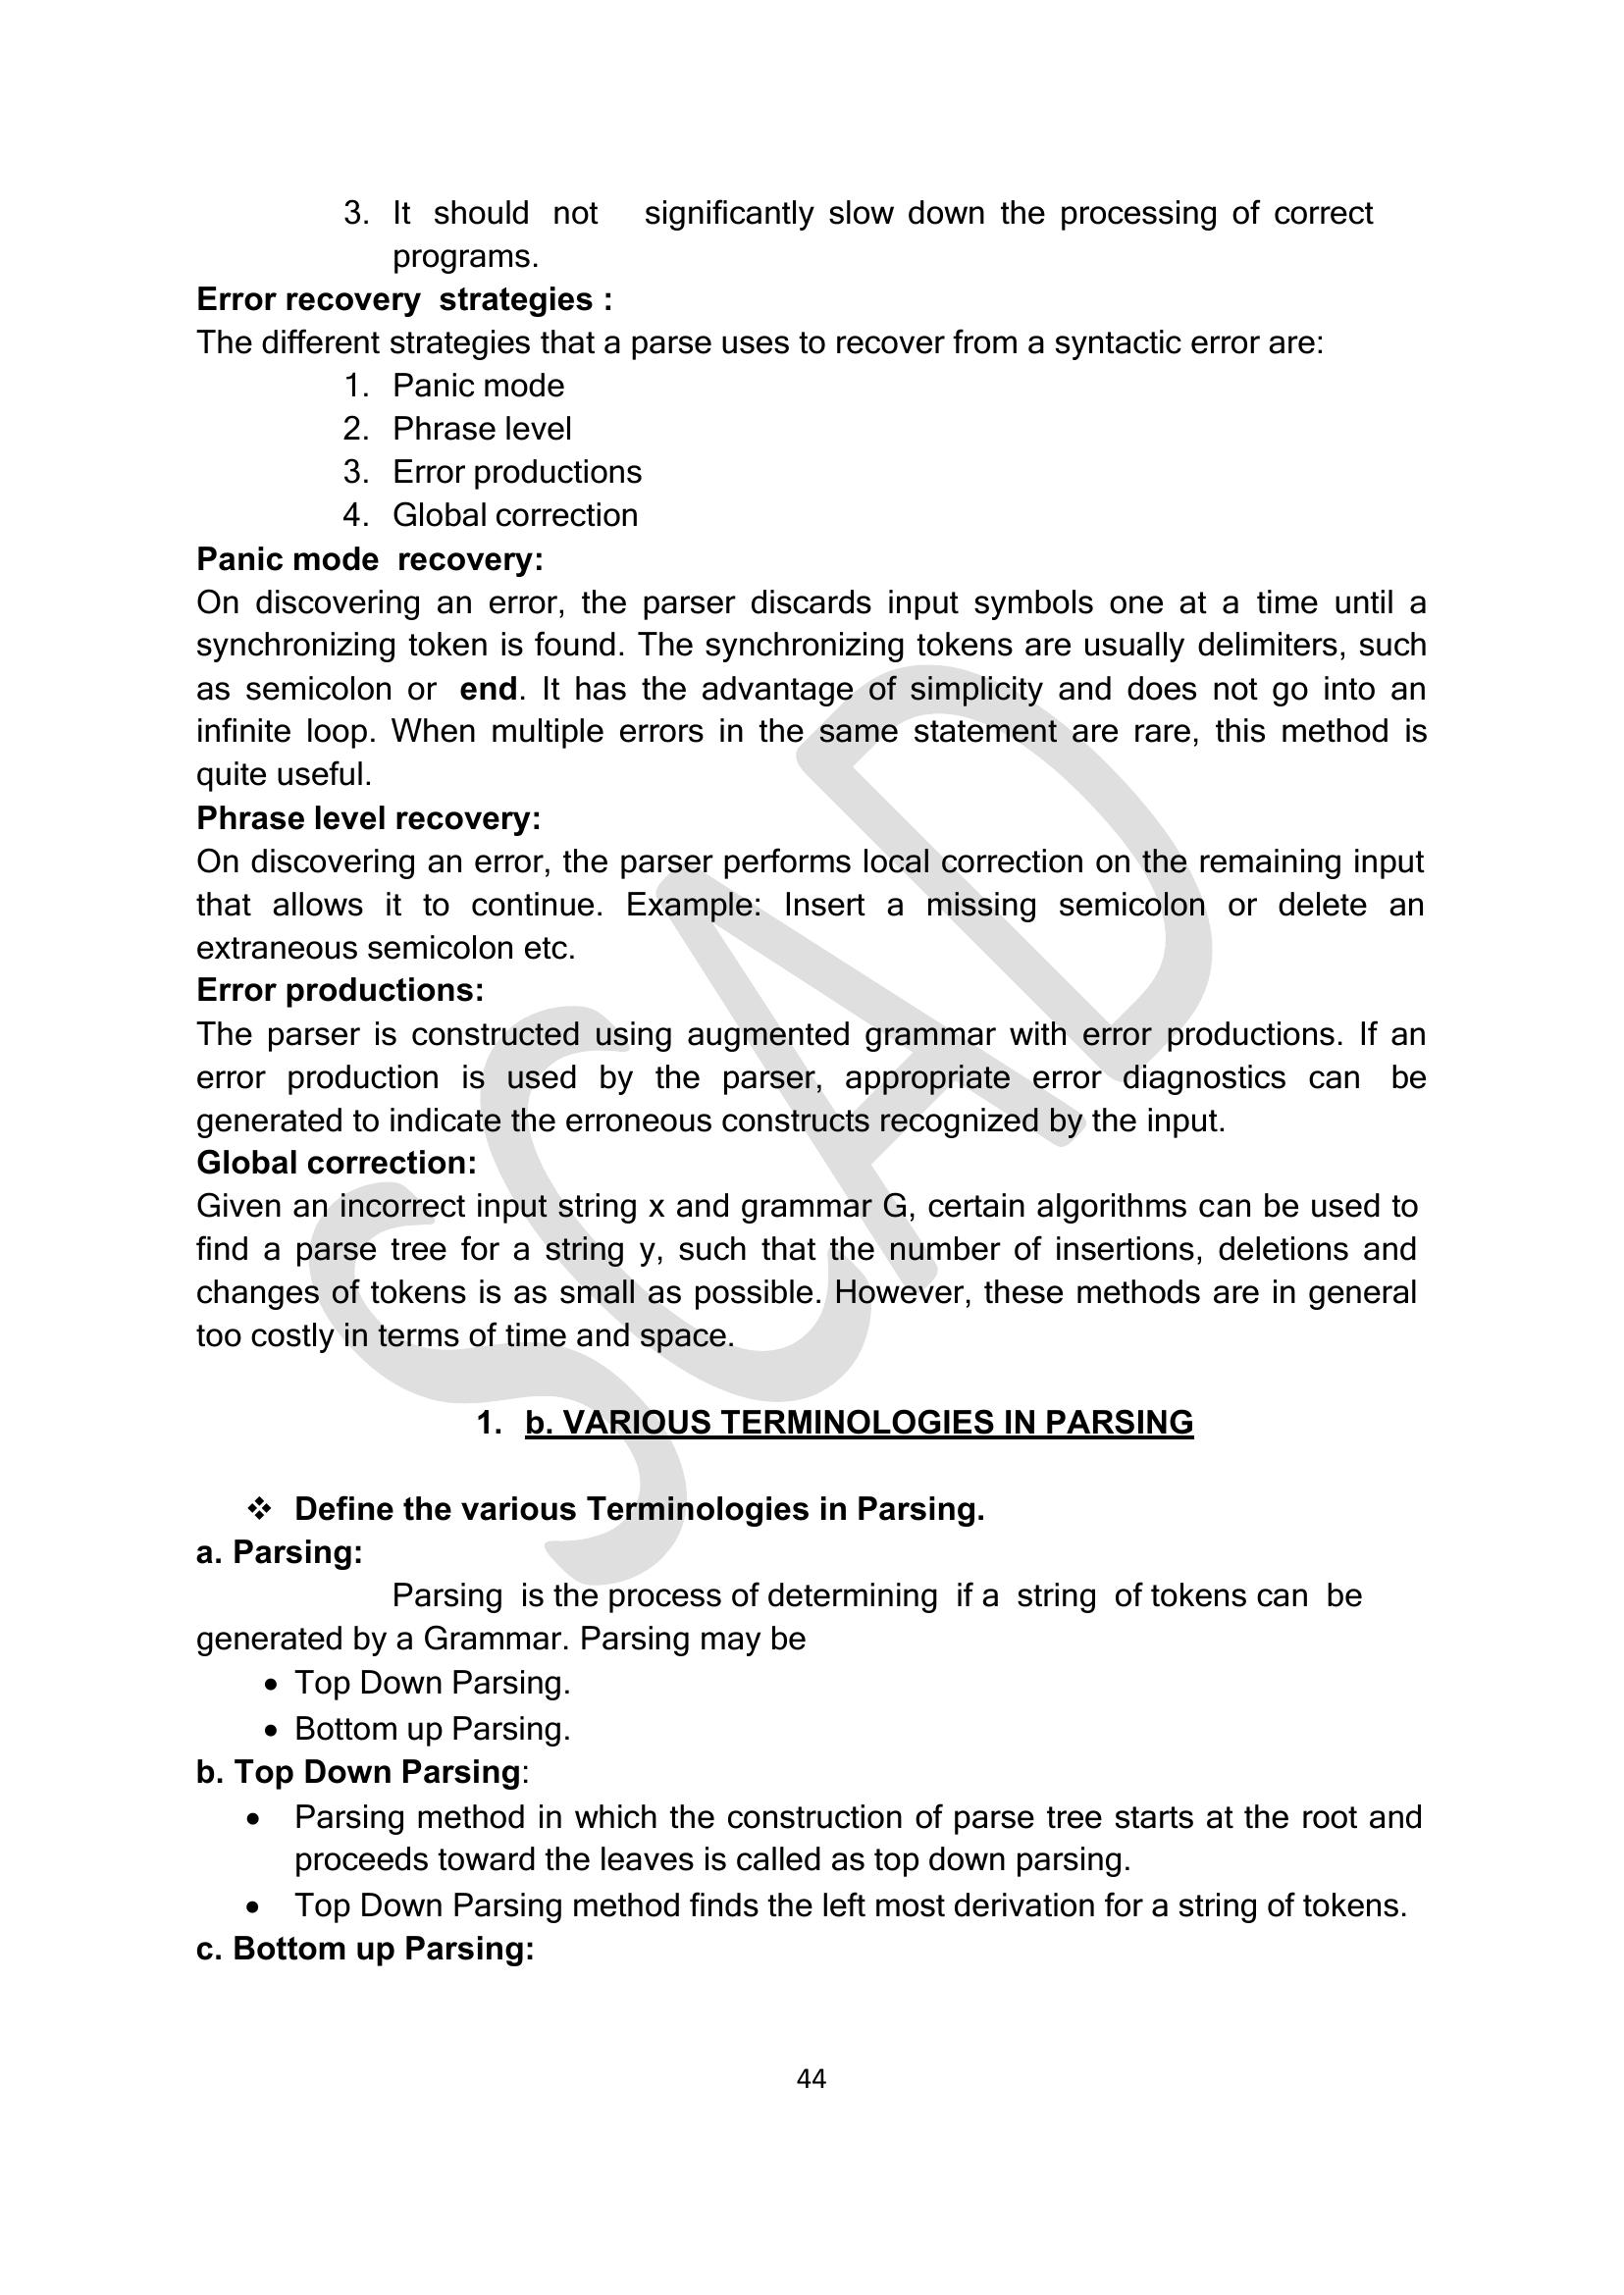 3. It should not significantly slow down the processing of correct
programs.
Error recovery strategies :
The different strategies that a parse uses to recover from a syntactic error are:
1. Panic mode
2. Phrase level
3. Error productions
4. Global correction
Panic mode recovery:
On discovering an error, the parser discards input symbols one at a time until a
synchronizing token is found. The synchronizing tokens are usually delimiters, such
as semicolon or end. It has the advantage of simplicity and does not go into an
infinite loop. When multiple errors in the same statement are rare, this method is
quite useful.
Phrase level recovery:
On discovering an error, the parser performs local correction on the remaining input
that allows it to continue. Example: Insert a missing semicolon or delete an
extraneous semicolon etc.
Error productions:
The parser is constructed using augmented grammar with error productions. If an
error production is used by the parser, appropriate error diagnostics can be
generated to indicate the erroneous constructs recognized by the input.
Global correction:
Given an incorrect input string x and grammar G, certain algorithms can be used to
find a parse tree for a string y, such that the number of insertions, deletions and
changes of tokens is as small as possible. However, these methods are in general
too costly in terms of time and space.
1. b. VARIOUS TERMINOLOGIES IN PARSING
❖ Define the various Terminologies in Parsing.
a. Parsing:
Parsing is the process of determining if a string of tokens can be
generated by a Grammar. Parsing may be
• Top Down Parsing.
• Bottom up Parsing.
b. Top Down Parsing:
• Parsing method in which the construction of parse tree starts at the root and
proceeds toward the leaves is called as top down parsing.
• Top Down Parsing method finds the left most derivation for a string of tokens.
c. Bottom up Parsing:
44
SCAD